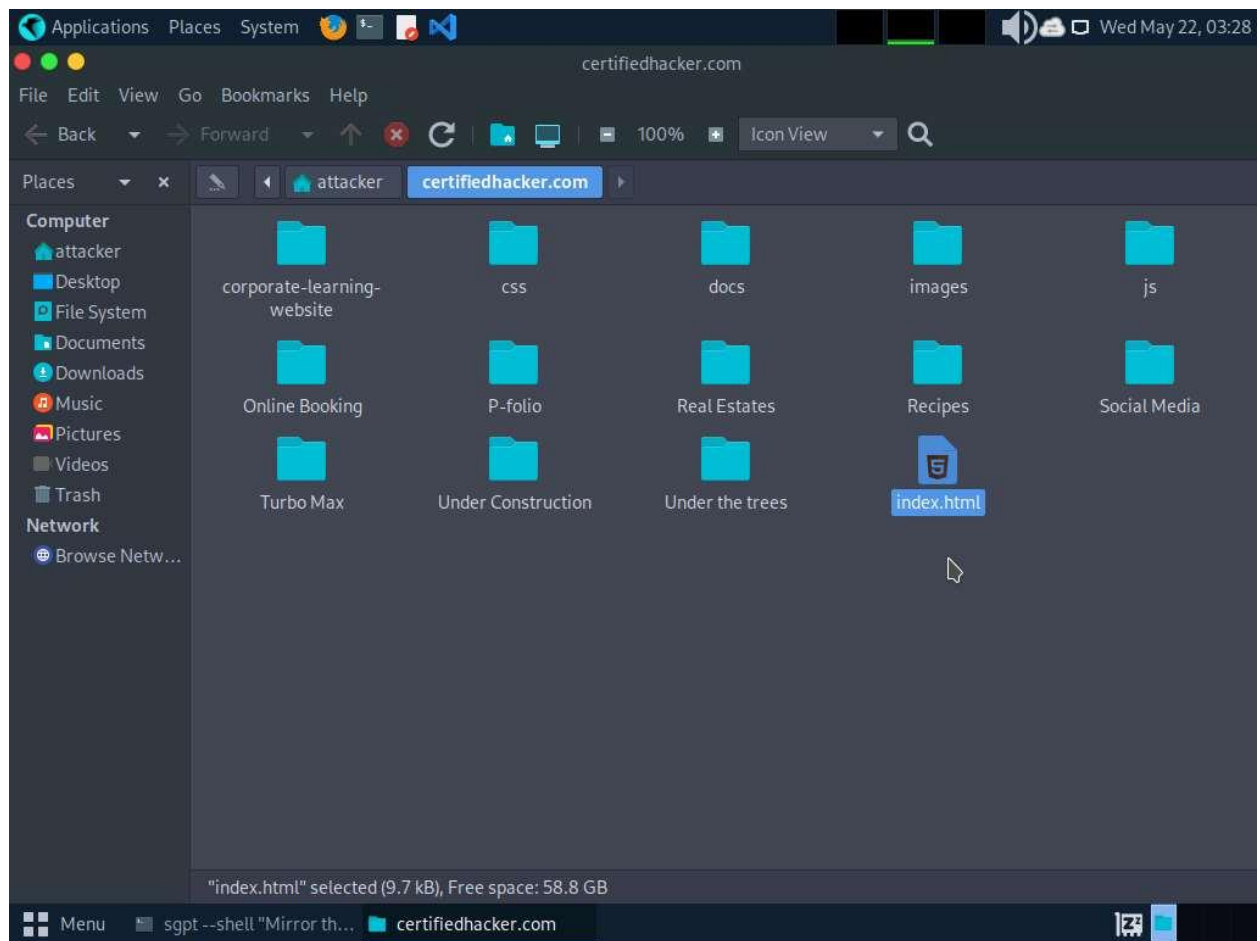 Applications Places System Wed May 22, 03:28
certifiedhacker.com
File Edit View Go Bookmarks Help
Back Forward 100% Icon View
Places attacker certifiedhacker.com
Computer
attacker
Desktop
File System
Documents
Downloads
Music
Pictures
Videos
Trash
Network
Browse Netw...
corporate-learning-
website
css
docs
images
js
Online Booking
P-folio
Real Estates
Recipes
Social Media
Turbo Max
Under Construction
Under the trees
index.html
"index.html" selected (9.7 kB), Free space: 58.8 GB
Menu sgpt --shell "Mirror th... certifiedhacker.com